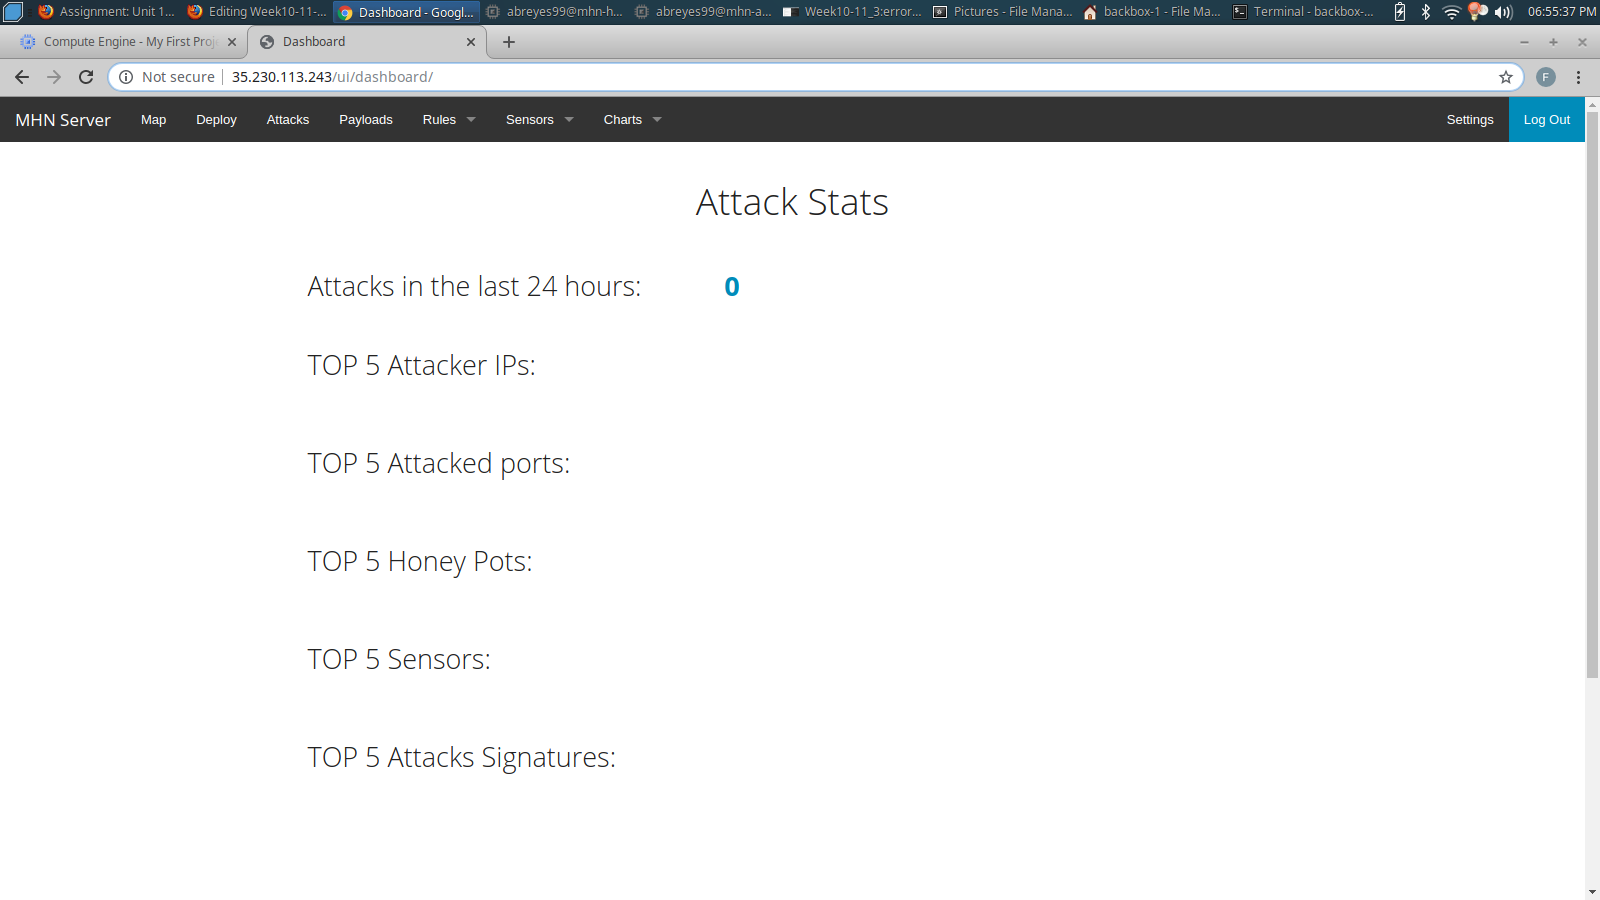 Assignment: Unit 1... Editing Week10-11-... Dashboard - Googl... abreyes99@mhn-h... abreyes99@mhn-a... Week10-11_3:error... Pictures - File Mana... backbox-1 - File Ma... Terminal - backbox-... 06:55:37 PM
Compute Engine - My First Proj Dashboard
Not secure 35.230.113.243/ui/dashboard/ F
MHN Server Map Deploy Attacks Payloads Rules Sensors Charts Settings Log Out
Attack Stats
Attacks in the last 24 hours: 0
TOP 5 Attacker IPs:
TOP 5 Attacked ports:
TOP 5 Honey Pots:
TOP 5 Sensors:
TOP 5 Attacks Signatures: